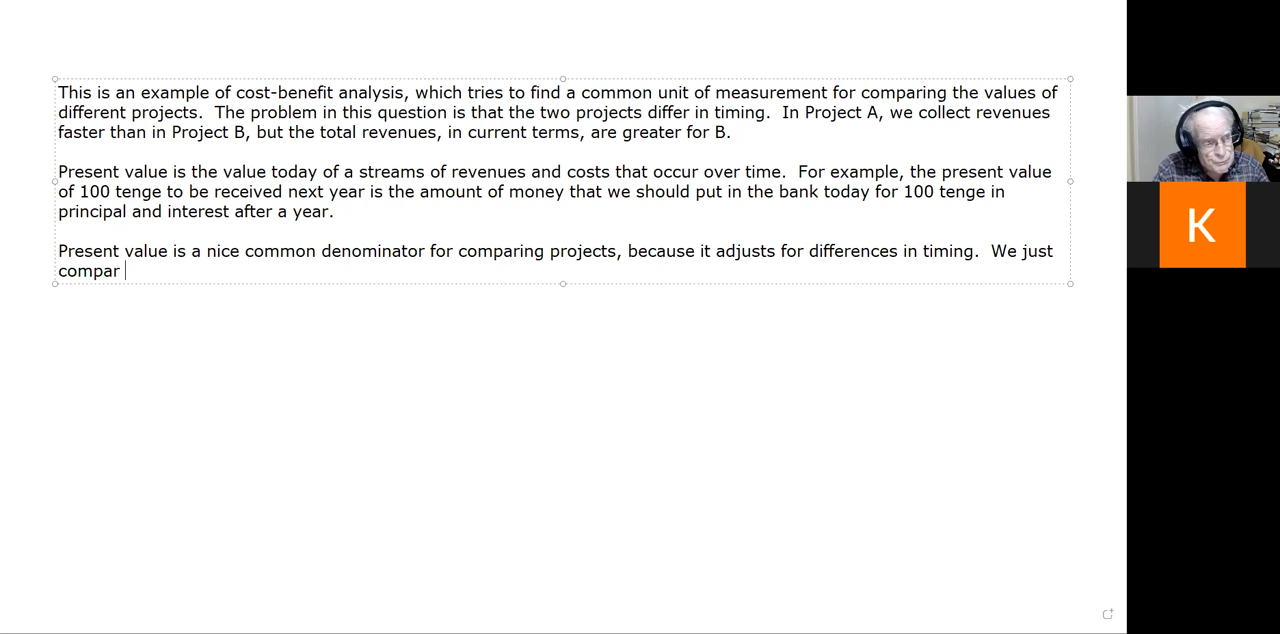 This is an example of cost-benefit analysis, which tries to find a common unit of measurement for comparing the values of
different projects.  The problem in this question is that the two projects differ in timing.  In Project A, we collect revenues
faster than in Project B, but the total revenues, in current terms, are greater for B.
Present value is the value today of a streams of revenues and costs that occur over time.  For example, the present value
of 100 tenge to be received next year is the amount of money that we should put in the bank today for 100 tenge in
principal and interest after a year.
Present value is a nice common denominator for comparing projects, because it adjusts for differences in timing.  We just
compar
K